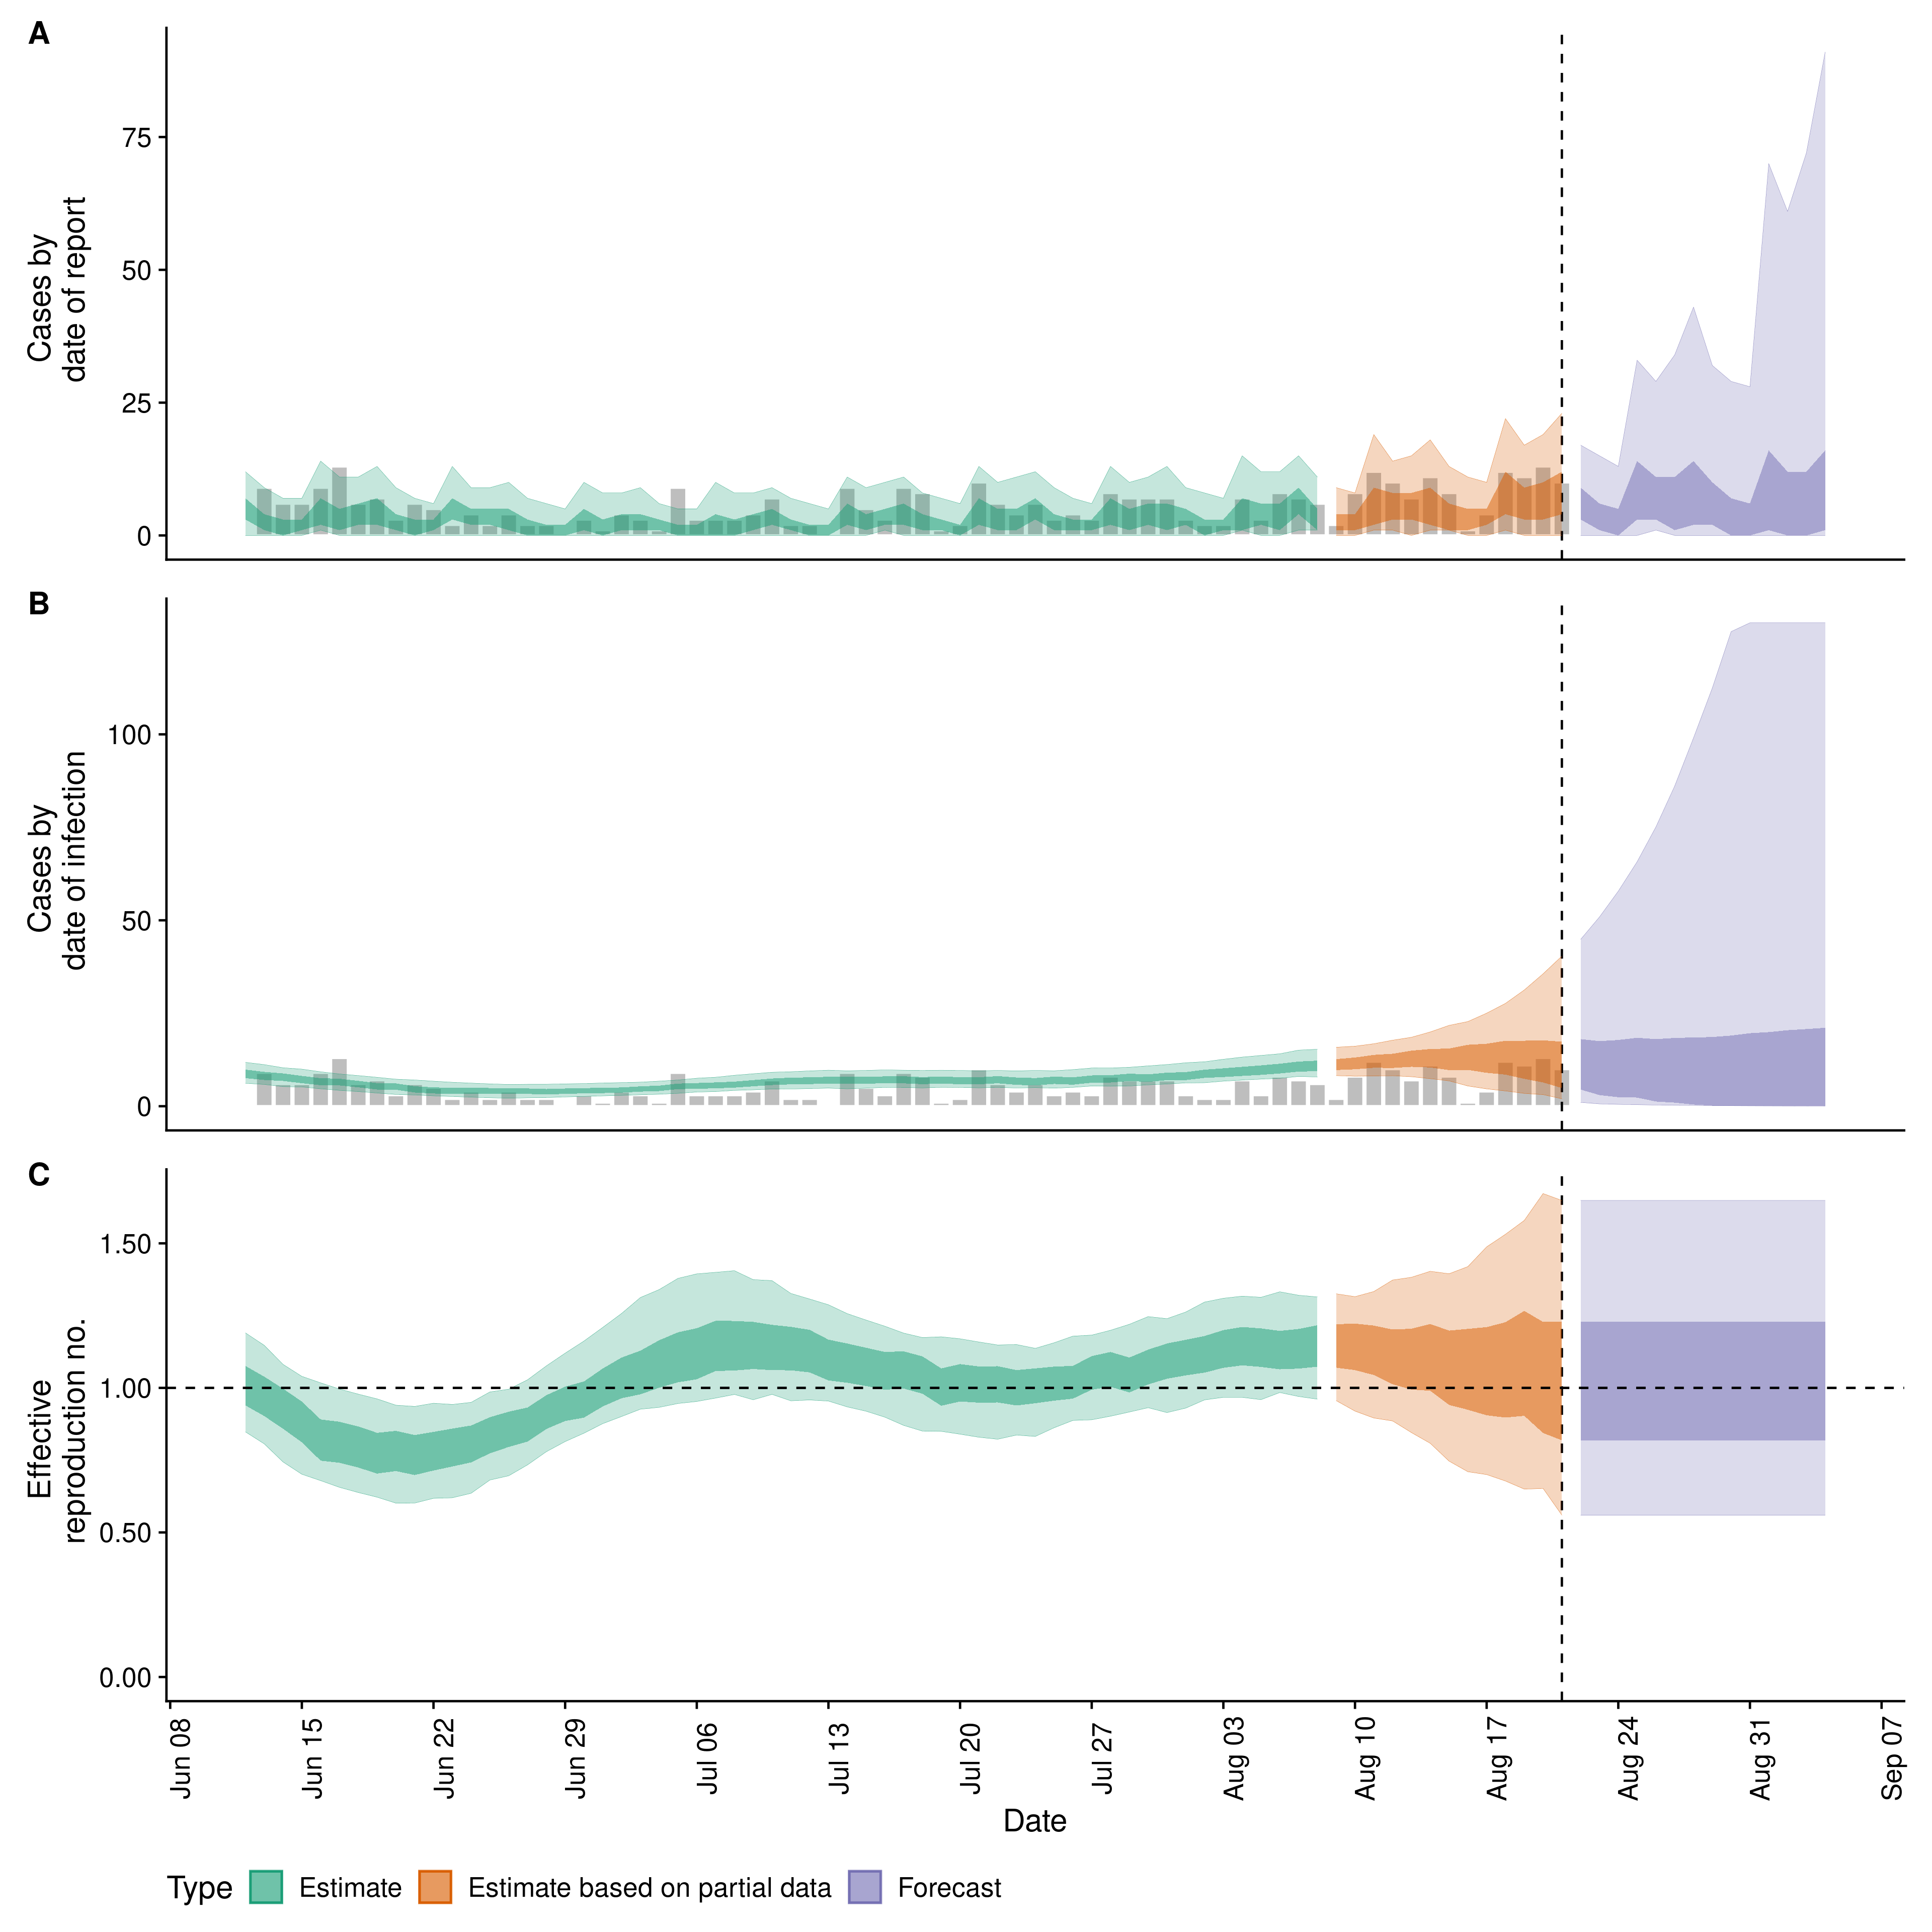 A
Cases by
date of report
75
50
25
0
B
Cases by
date of infection
100
50
0
C
Effective
reproduction no.
1.50
1.00
0.50
0.00
Jun 08
Jun 15
Jun 22
Jun 29
Jul 06
Jul 13
Jul 20
Jul 27
Aug 03
Aug 10
Aug 17
Aug 24
Aug 31
Sep 07
Date
Type Estimate Estimate based on partial data Forecast